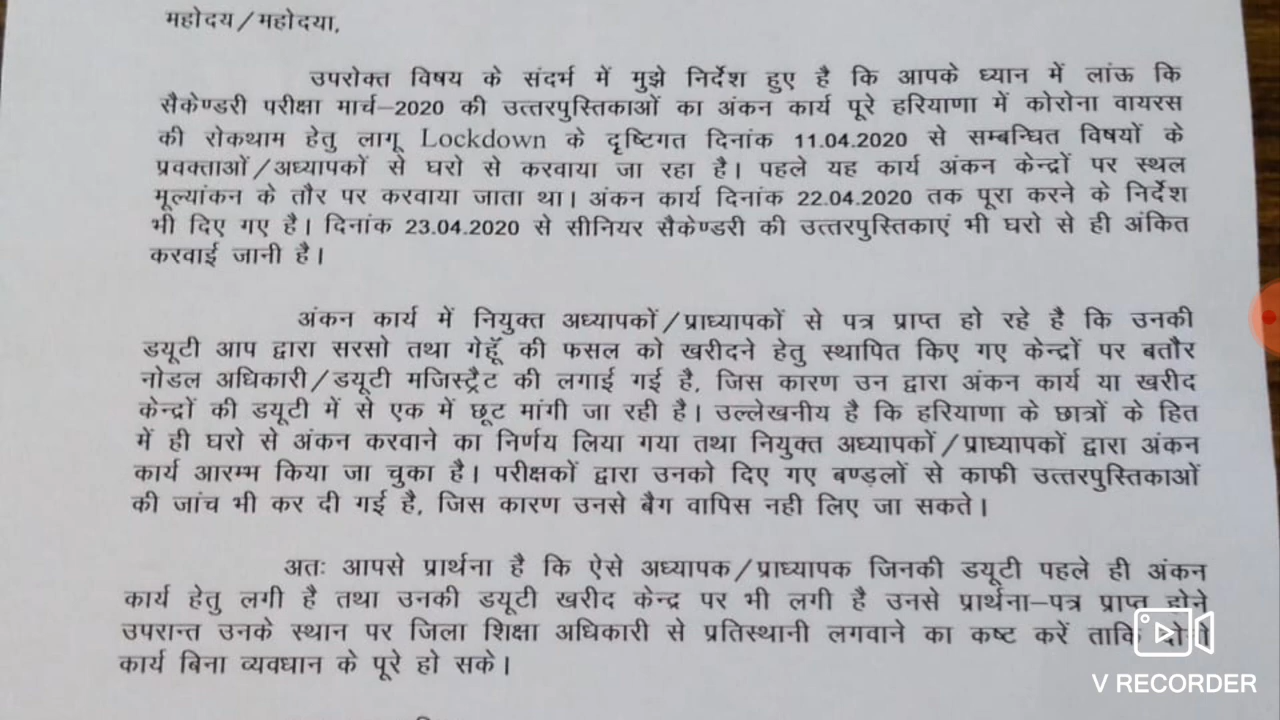 महोदय/महोदया,
उपरोक्त विषय के संदर्भ में मुझे निर्देश हुए है कि आपके ध्यान में लांऊ कि
सैकेण्डरी परीक्षा मार्च–2020 की उत्तरपुस्तिकाओं का अंकन कार्य पूरे हरियाणा में कोरोना वायरस
की रोकथाम हेतु लागू Lockdown के दृष्टिगत दिनांक 11.04.2020 से सम्बन्धित विषयों के
प्रवक्ताओं/अध्यापकों से घरो से करवाया जा रहा है। पहले यह कार्य अंकन केन्द्रों पर स्थल
मूल्यांकन के तौर पर करवाया जाता था। अंकन कार्य दिनांक 22.04.2020 तक पूरा करने के निर्देश
भी दिए गए है। दिनांक 23.04.2020 से सीनियर सैकेण्डरी की उत्तरपुस्तिकाएं भी घरो से ही अंकित
करवाई जानी है।
अंकन कार्य में नियुक्त अध्यापकों/प्राध्यापकों से पत्र प्राप्त हो रहे है कि उनकी
डयूटी आप द्वारा सरसो तथा गेहूॅ की फसल को खरीदने हेतु स्थापित किए गए केन्द्रों पर बतौर
नोडल अधिकारी/डयूटी मजिस्ट्रैट की लगाई गई है, जिस कारण उन द्वारा अंकन कार्य या खरीद
केन्द्रों की डयूटी में से एक में छूट मांगी जा रही है। उल्लेखनीय है कि हरियाणा के छात्रों के हित
में ही घरो से अंकन करवाने का निर्णय लिया गया तथा नियुक्त अध्यापकों/प्राध्यापकों द्वारा अंकन
कार्य आरम्भ किया जा चुका है। परीक्षकों द्वारा उनको दिए गए बण्ड़लों से काफी उत्तरपुस्तिकाओं
की जांच भी कर दी गई है, जिस कारण उनसे बैग वापिस नही लिए जा सकते।
अतः आपसे प्रार्थना है कि ऐसे अध्यापक/प्राध्यापक जिनकी डयूटी पहले ही अंकन
कार्य हेतु लगी है तथा उनकी डयूटी खरीद केन्द्र पर भी लगी है उनसे प्रार्थना–पत्र प्राप्त होने
उपरान्त उनके स्थान पर जिला शिक्षा अधिकारी से प्रतिस्थानी लगवाने का कष्ट करें ताकि
कार्य बिना व्यवधान के पूरे हो सके।
V RECORDER